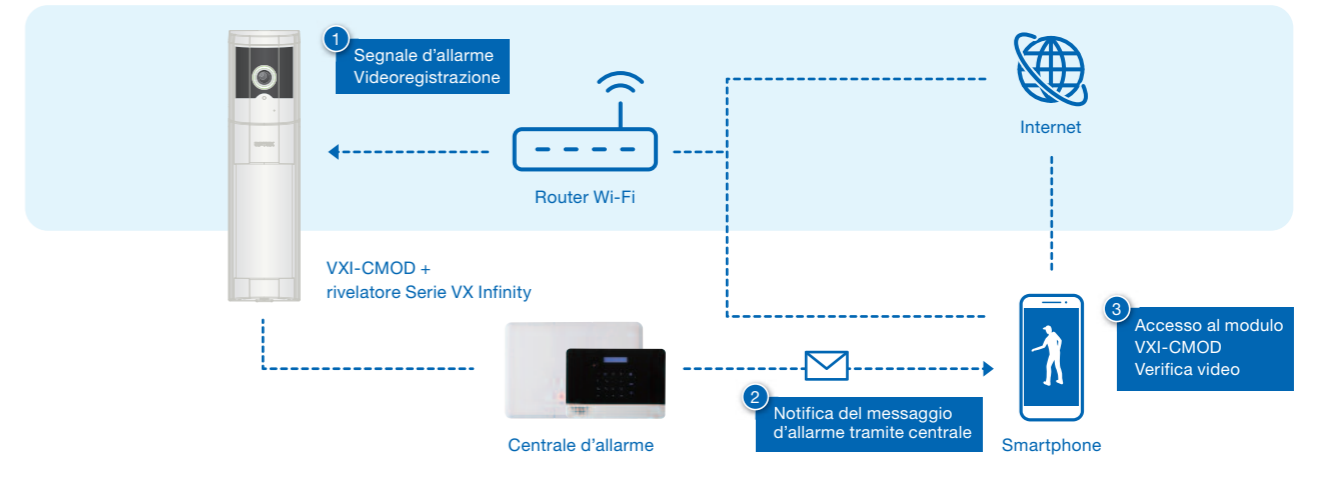 1
Segnale d'allarme
Videoregistrazione
Internet
Router Wi-Fi
VXI-CMOD +
rivelatore Serie VX Infinity
3
Accesso al modulo
VXI-CMOD
Verifica video
2
Notifica del messaggio
d'allarme tramite centrale
Centrale d'allarme
Smartphone